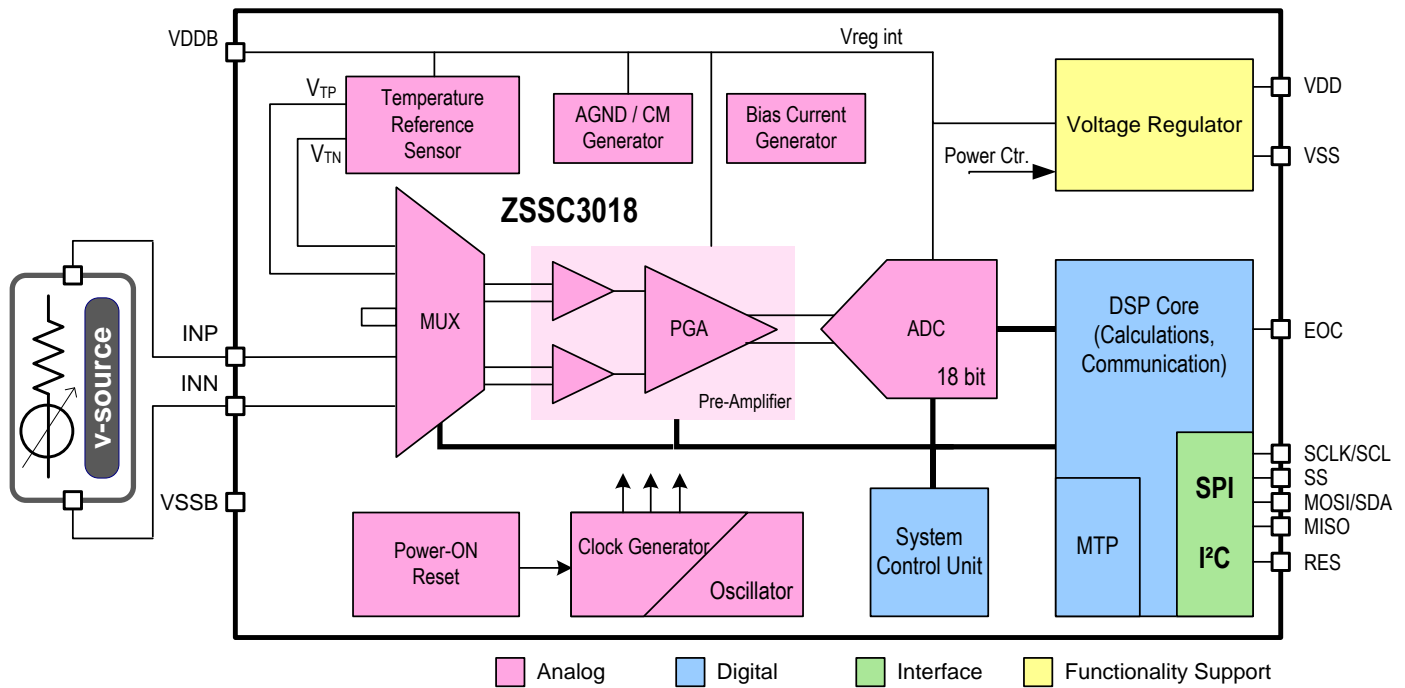 VDDB
Vreg int
VTP
VTN
Temperature
Reference
Sensor
AGND / CM
Generator
Bias Current
Generator
Voltage Regulator
VDD
VSS
Power Ctr.
ZSSC3018
v-source
INP
INN
VSSB
MUX
PGA
Pre-Amplifier
ADC
18 bit
DSP Core
(Calculations,
Communication)
EOC
SCLK/SCL
SS
MOSI/SDA
MISO
RES
SPI
I²C
MTP
System
Control Unit
Power-ON
Reset
Clock Generator
Oscillator
Analog
Digital
Interface
Functionality Support